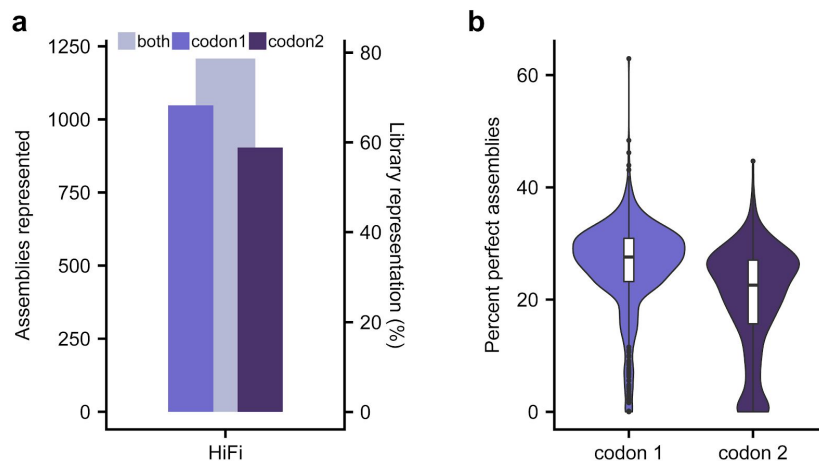 a
both codon1 codon2
Assemblies represented
1250
1000
750
500
250
0
80
60
40
20
0
Library representation (%)
HiFi
b
Percent perfect assemblies
60
40
20
0
codon 1 codon 2